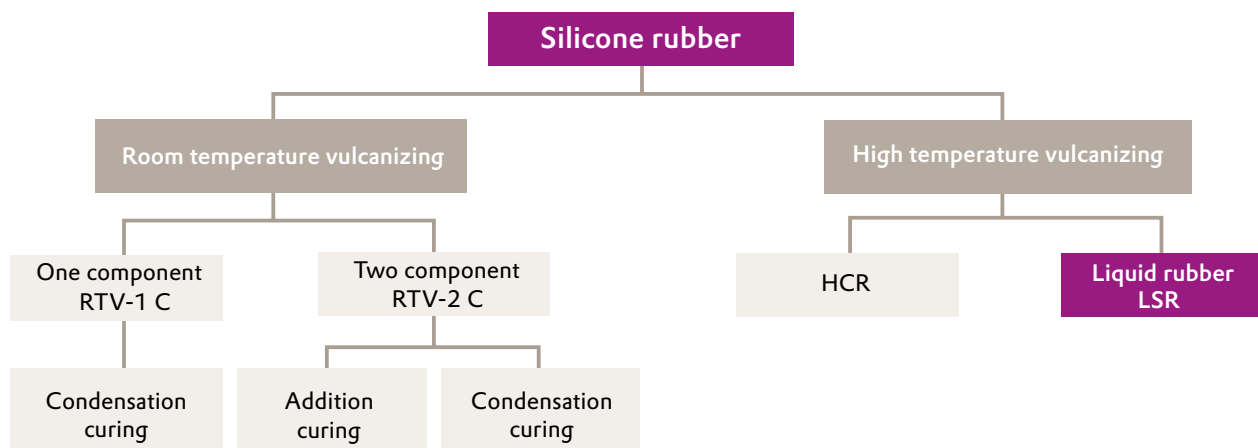 Silicone rubber
Room temperature vulcanizing
High temperature vulcanizing
One component
RTV-1 C
Two component
RTV-2 C
HCR
Liquid rubber
LSR
Condensation
curing
Addition
curing
Condensation
curing